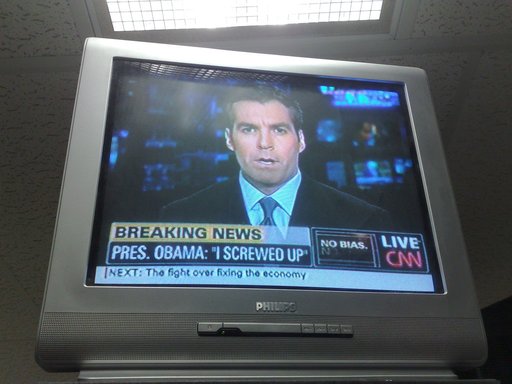 BREAKING NEWS
PRES. OBAMA: "I SCREWED UP"
NO BIAS.
LIVE
CNN
NEXT: The fight over fixing the economy
PHILIPS